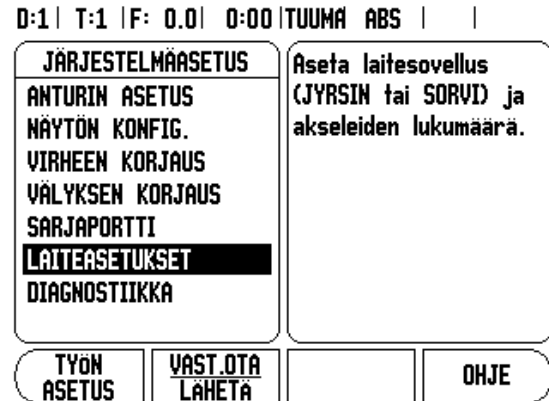 D:1 | T:1 | F: 0.0 | 0:00 | TUUMA ABS | |
JÄRJESTELMÄASETUS
ANTURIN ASETUS
NÄYTÖN KONFIG.
VIRHEEN KORJAUS
VÄLYKSEN KORJAUS
SARJAPORTTI
LAITEASETUKSET
DIAGNOSTIIKKA
Aseta laitesovellus
(JYRSIN tai SORVI) ja
akseleiden lukumäärä.
TYÖN
ASETUS
VAST.OTA
LÄHETÄ
OHJE